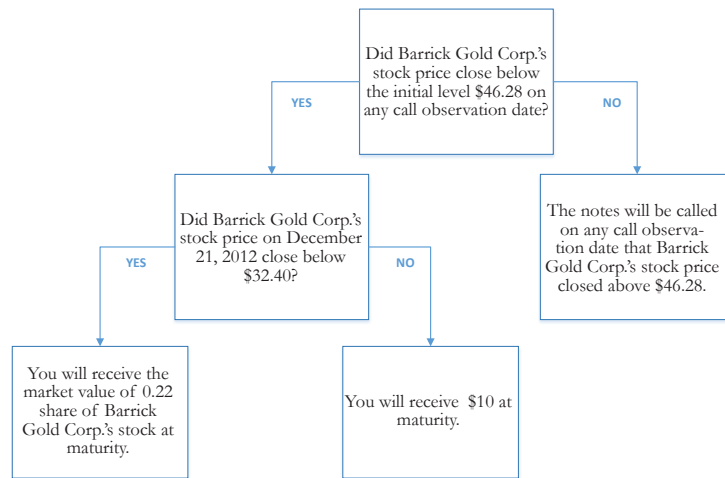 Did Barrick Gold Corp.'s
stock price close below
the initial level $46.28 on
any call observation date?
YES
NO
Did Barrick Gold Corp.'s
stock price on December
21, 2012 close below
$32.40?
The notes will be called
on any call observa-
tion date that Barrick
Gold Corp.'s stock price
closed above $46.28.
YES
NO
You will receive the
market value of 0.22
share of Barrick
Gold Corp.'s stock at
maturity.
You will receive $10 at
maturity.